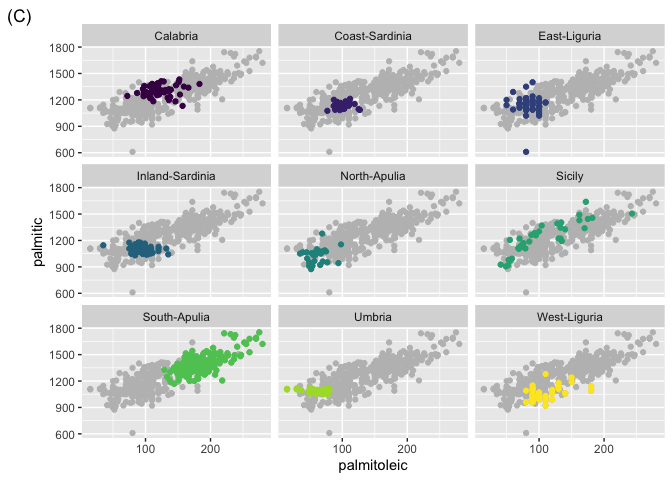 (C)
Calabria Coast-Sardinia East-Liguria
1800
1500
1200
900
600
Inland-Sardinia North-Apulia Sicily
1800
1500
1200
900
600
palmitic
South-Apulia Umbria West-Liguria
1800
1500
1200
900
600
100 200 100 200 100 200
palmitoleic